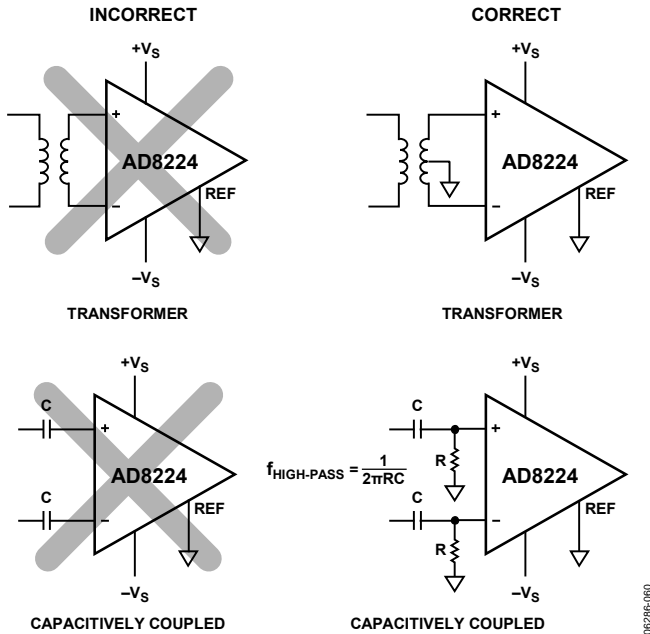 INCORRECT
CORRECT
+VS
+
AD8224
REF
−
−VS
TRANSFORMER
+VS
+
AD8224
REF
−
−VS
TRANSFORMER
+VS
C
+
AD8224
C
REF
−
−VS
CAPACITIVELY COUPLED
fHIGH-PASS = 1
2πRC
+VS
C
+
R
AD8224
C
REF
−
R
−VS
CAPACITIVELY COUPLED
06286-060